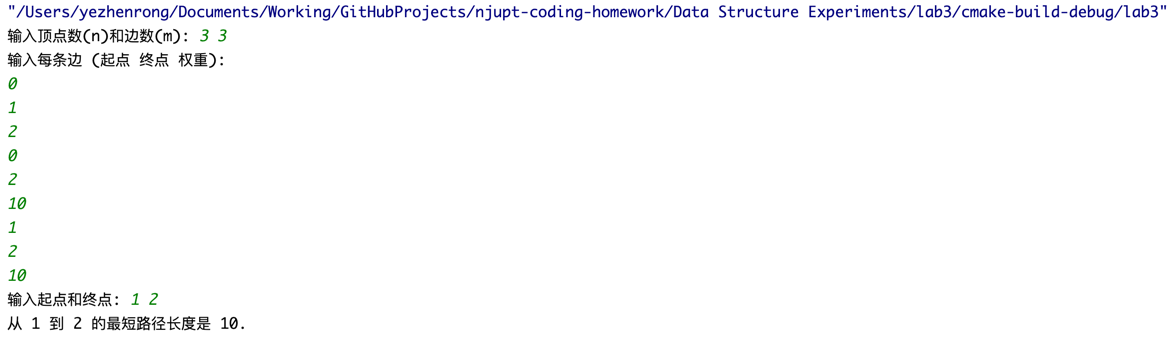 "/Users/yezhenrong/Documents/Working/GitHubProjects/njupt-coding-homework/Data Structure Experiments/lab3/cmake-build-debug/lab3"
输入顶点数(n)和边数(m): 3 3
输入每条边 (起点 终点 权重):
0
1
2
0
2
10
1
2
10
输入起点和终点: 1 2
从 1 到 2 的最短路径长度是 10.